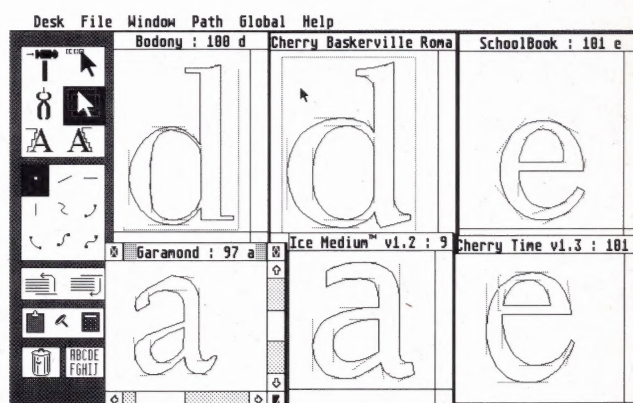 Desk File Window Path Global Help
Bodony : 100 d
Cherry Baskerville Roma
SchoolBook : 101 e
d
d
e
A A
Garamond : 97 a
Ice Medium™ v1.2 : 9
Cherry Time v1.3 : 101
a
a
e
ABCDE
FGHIJ